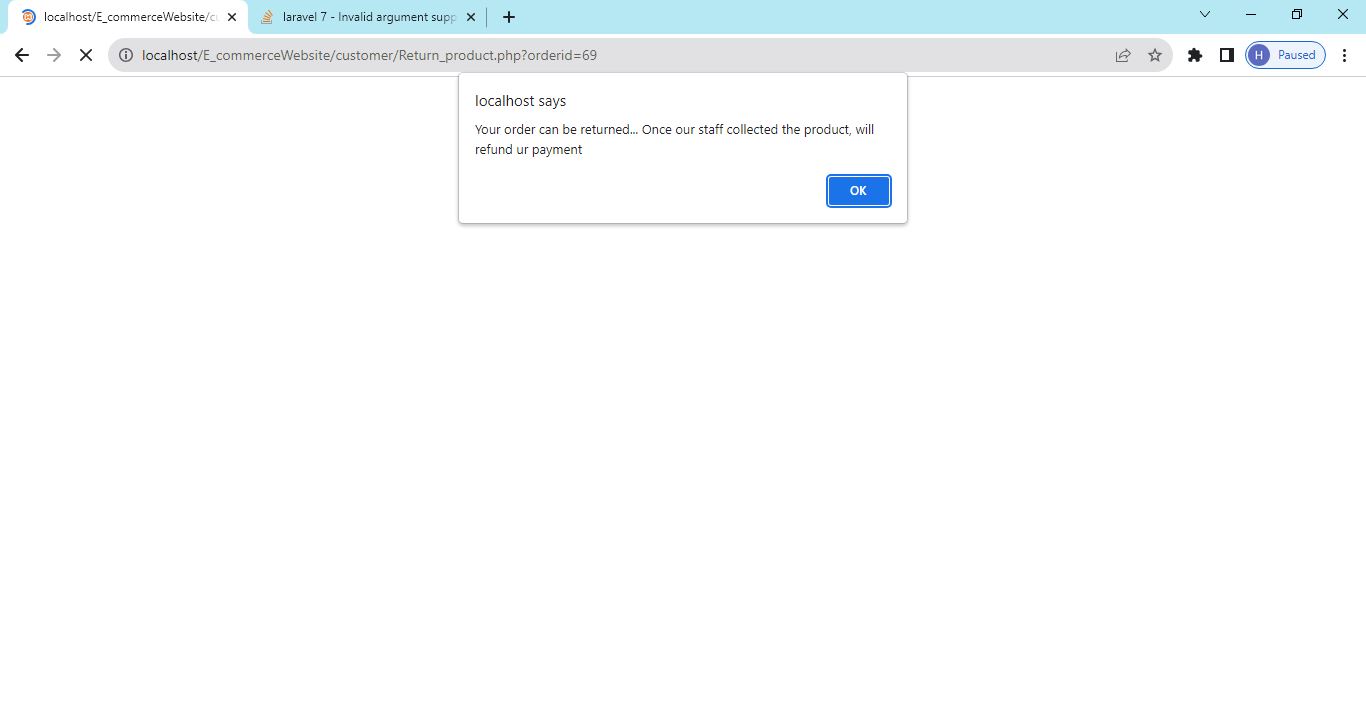 localhost/E_commerceWebsite/cu
laravel 7 - Invalid argument supp
localhost/E_commerceWebsite/customer/Return_product.php?orderid=69
H Paused
localhost says
Your order can be returned... Once our staff collected the product, will
refund ur payment
OK